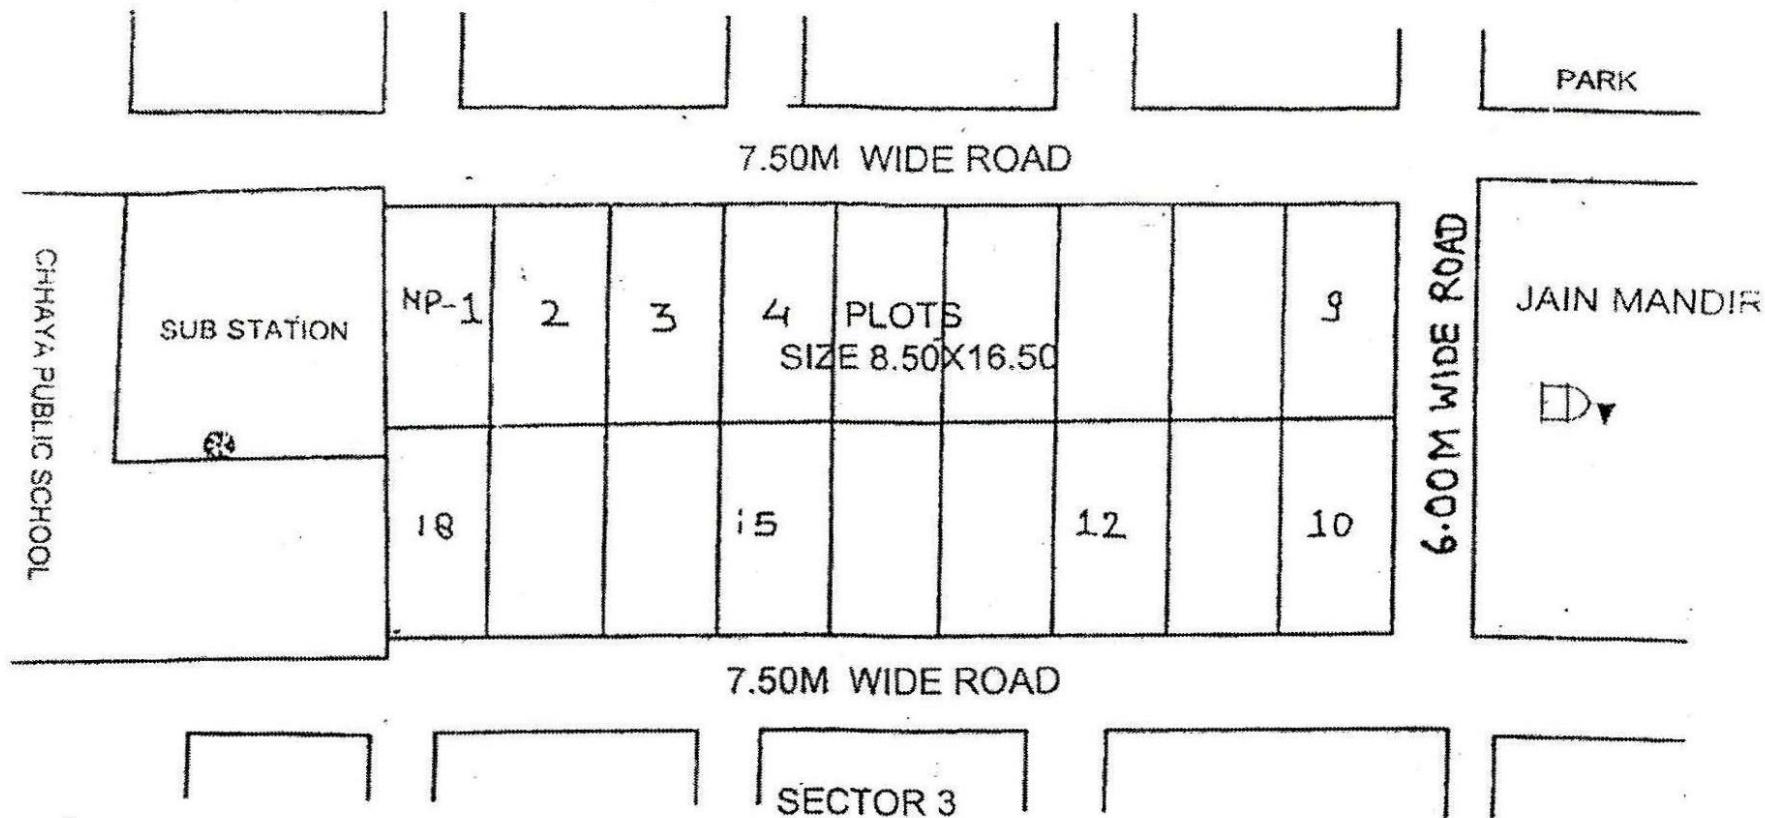 PARK
7.50M WIDE ROAD
CHHAYA PUBLIC SCHOOL
SUB STATION
NP-1
2
3
4
PLOTS
SIZE 8.50X16.50
9
6.00M WIDE ROAD
JAIN MANDIR
18
15
12
10
7.50M WIDE ROAD
SECTOR 3